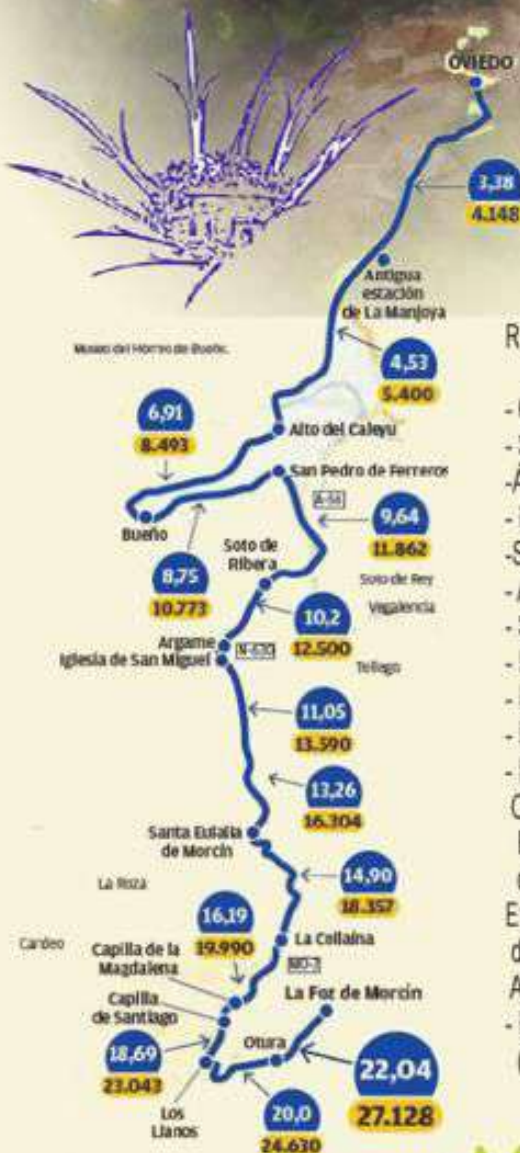 OVIEDO
3,38
4.148
Antigua
estación
de La Manjoya
Museo del Hórreo de Bueño.
4,53
5.400
6,91
8.493
Alto del Caleyu
San Pedro de Ferreros
A-66
Bueño
9,64
11.862
8,75
10.773
Soto de
Ribera
Soto de Rey
Vegalencia
10,2
12.500
Argame
Iglesia de San Miguel
N-630
Tellego
11,05
13.590
13,26
16.304
Santa Eulalia
de Morcín
La Roza
14,90
18.357
16,19
19.990
Cardeo
Capilla de la
Magdalena
La Collaína
MO-3
La Foz de Morcín
Capilla
de Santiago
18,69
23.043
Otura
22,04
27.128
Los
Llanos
20,0
24.630